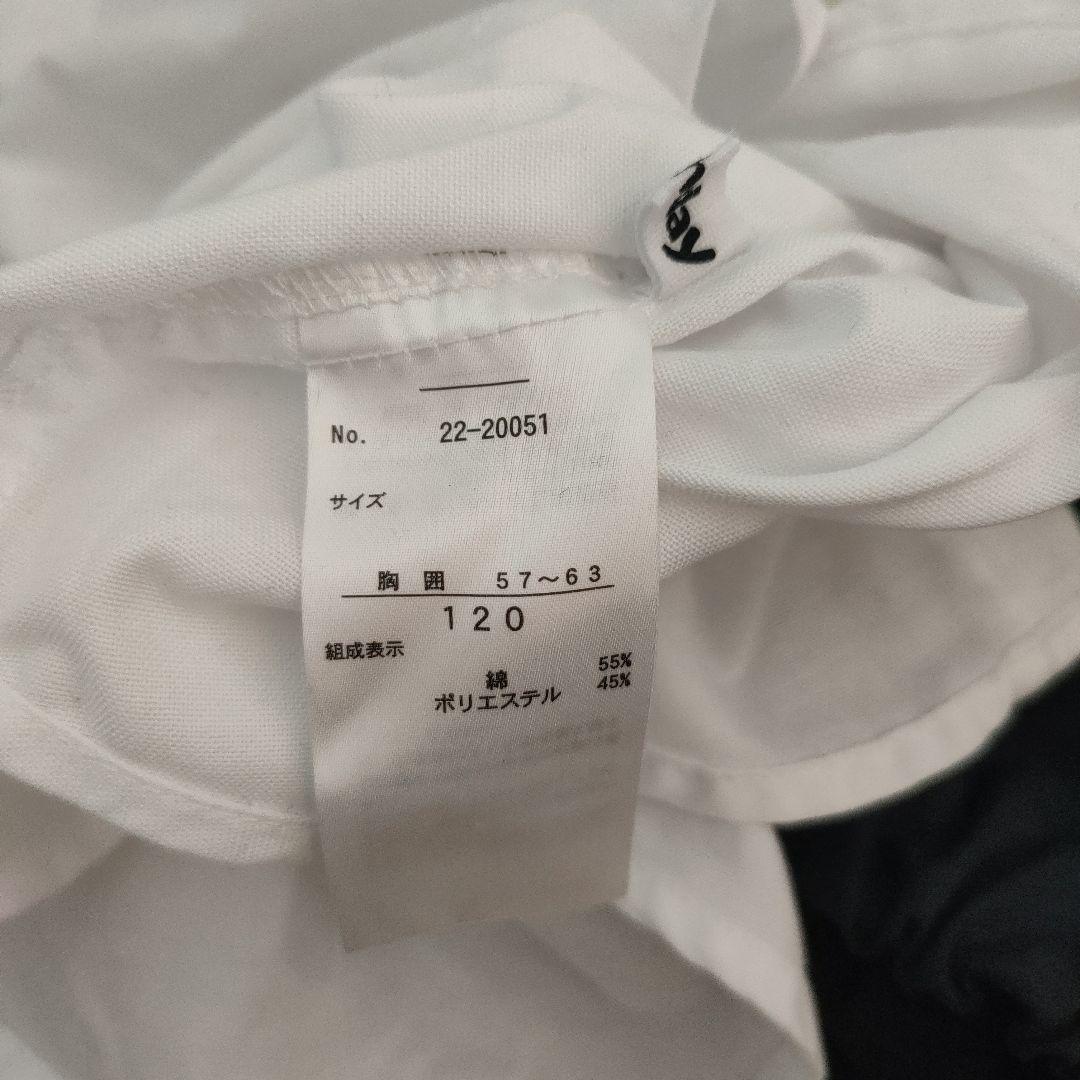 No. 22-20051
サイズ
胸囲 57〜63
120
組成表示
綿 55%
ポリエステル 45%